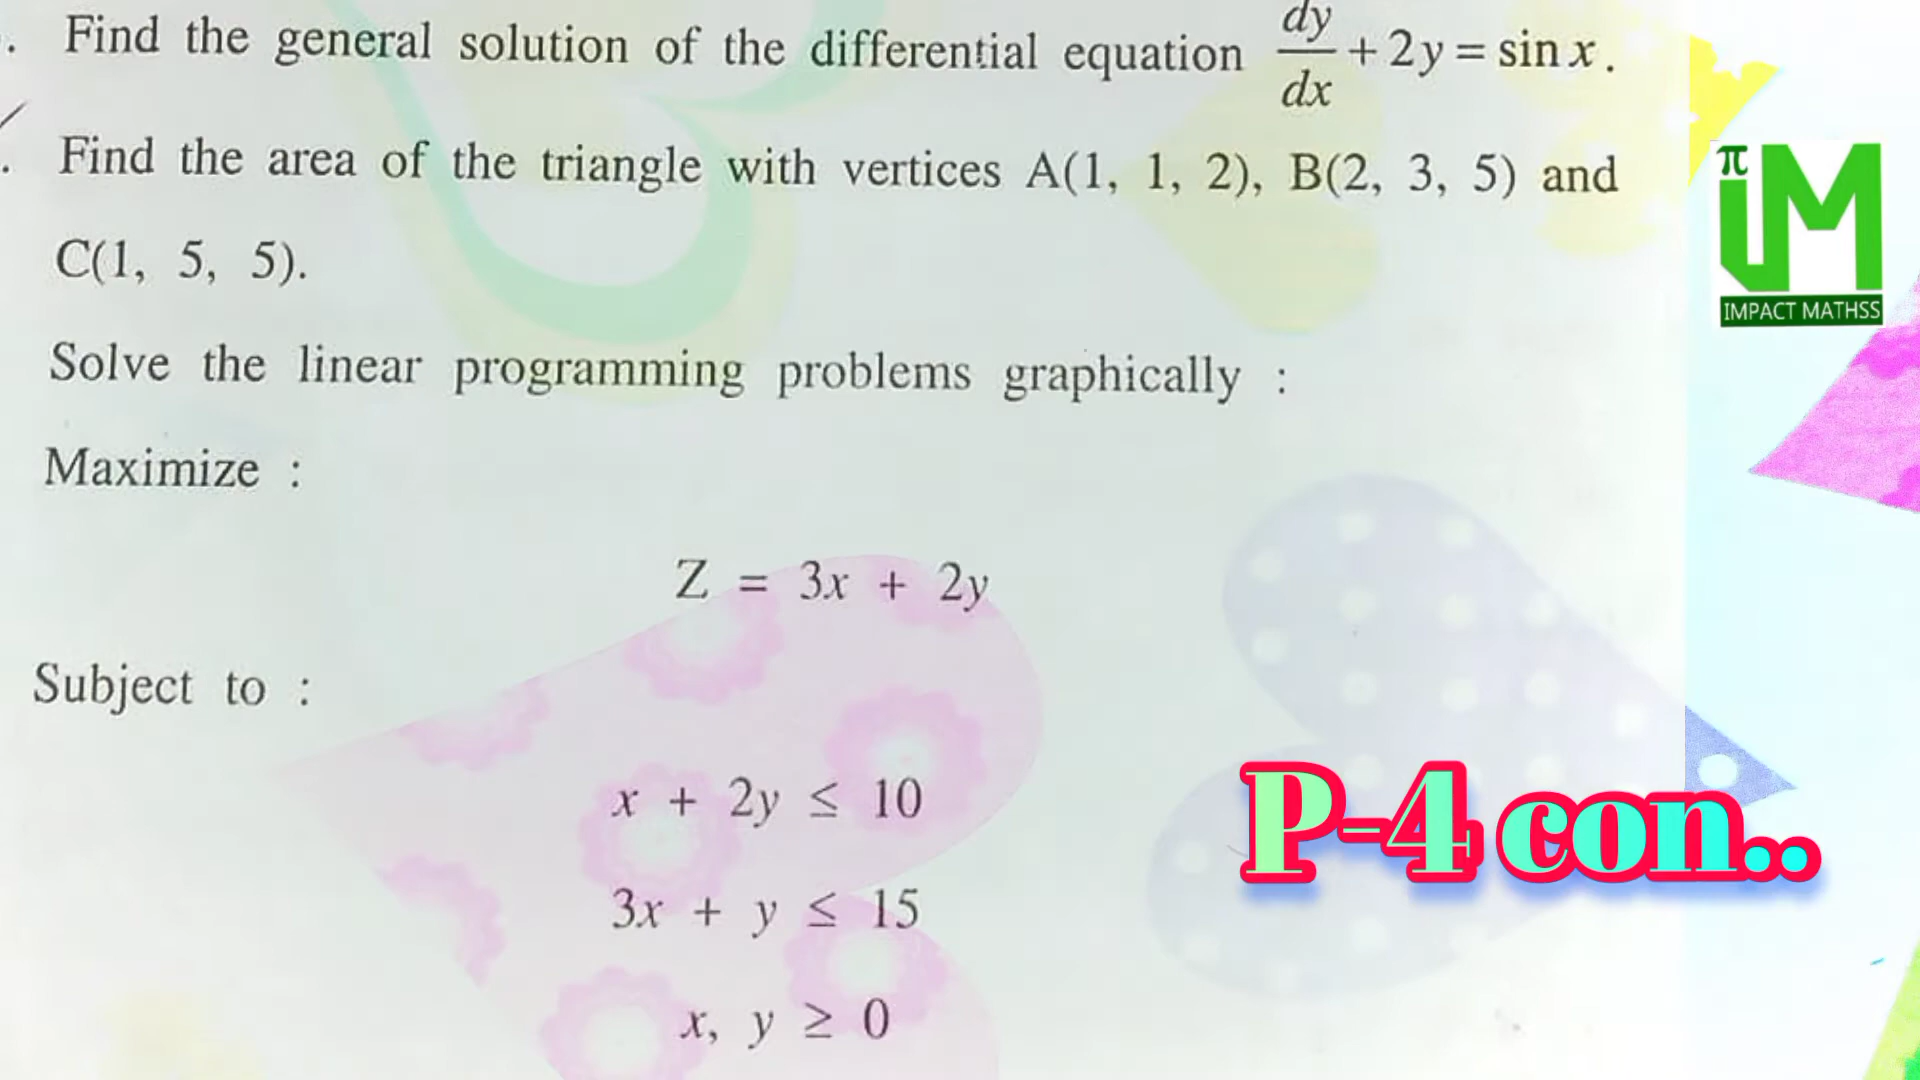 . Find the general solution of the differential equation dy/dx + 2y = sin x.
. Find the area of the triangle with vertices A(1, 1, 2), B(2, 3, 5) and
C(1, 5, 5).
Solve the linear programming problems graphically :
Maximize :
Z = 3x + 2y
Subject to :
x + 2y ≤ 10
3x + y ≤ 15
x, y ≥ 0
π
iM
IMPACT MATHSS
P-4 con..